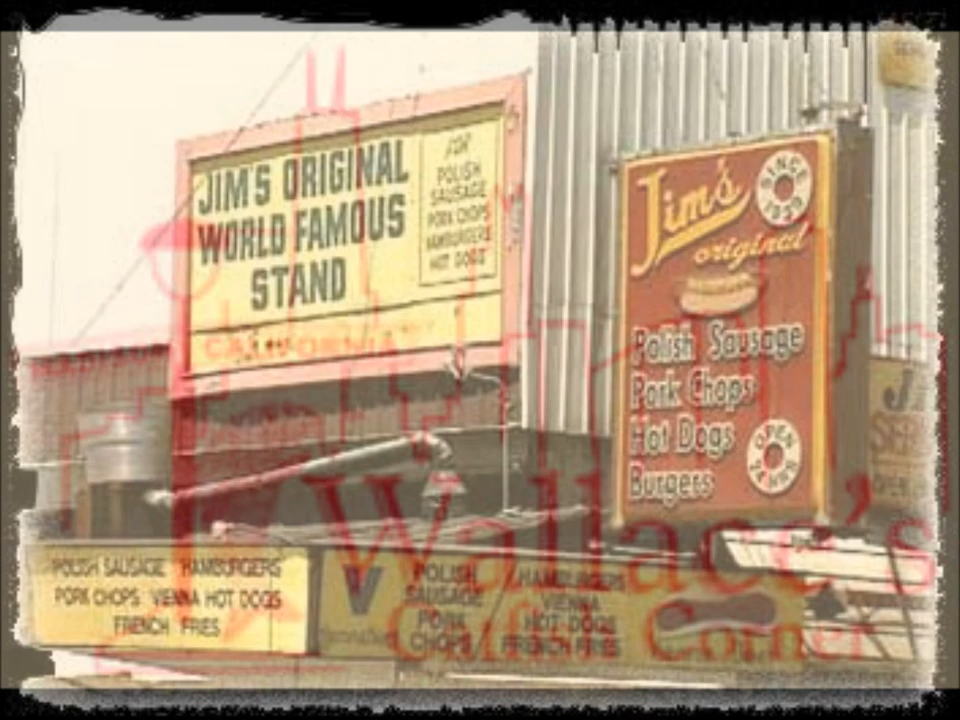 JIM'S ORIGINAL
WORLD FAMOUS
STAND
POLISH
SAUSAGE
PORK CHOPS
HAMBURGERS
HOT DOGS
CALIFORNIA
Jim's
original
SINCE
1939
Polish Sausage
Pork Chops
Hot Dogs
Burgers
OPEN
24 HRS
Wallace's
Corner
POLISH SAUSAGE HAMBURGERS
PORK CHOPS VIENNA HOT DOGS
FRENCH FRIES
V
POLISH
SAUSAGE
PORK
CHOPS
HAMBURGERS
VIENNA
HOT DOGS
FRENCH FRIES